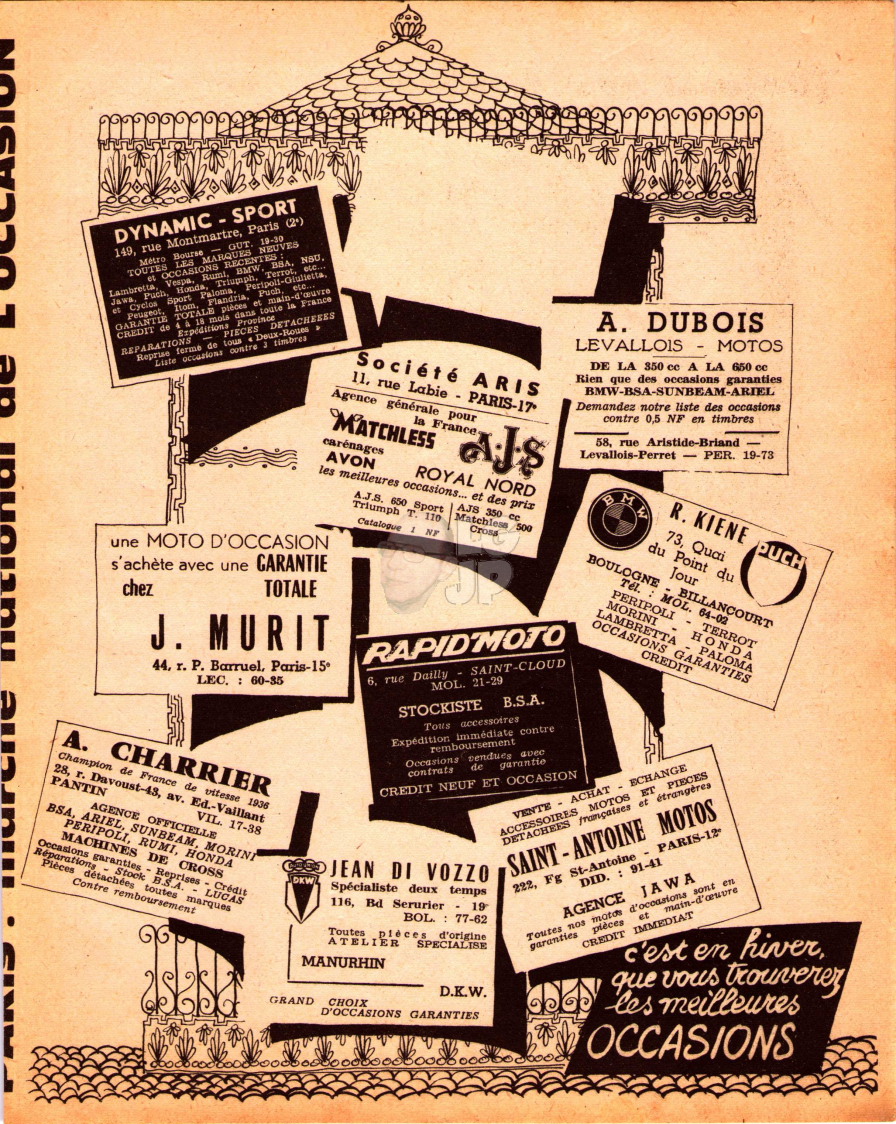 PARIS : marché national de L'OCCASION
DYNAMIC - SPORT
149, rue Montmartre, Paris (2e)
Métro Bourse — GUT. 19-30
TOUTES LES MARQUES NEUVES
et OCCASIONS RECENTES :
Lambretta, Vespa, Rumi, BMW, BSA, NSU,
Jawa, Puch, Honda, Triumph, Terrot, etc...
et Cyclos Sport Paloma, Peripoli-Giulietta,
Peugeot, Itom, Flandria, Puch, etc...
GARANTIE TOTALE pièces et main-d'œuvre
CREDIT de 4 à 18 mois dans toute la France
Expéditions Province
REPARATIONS — PIECES DETACHEES
Reprise ferme de tous « Deux-Roues »
Liste occasions contre 3 timbres
A. DUBOIS
LEVALLOIS - MOTOS
DE LA 350 cc A LA 650 cc
Rien que des occasions garanties
BMW-BSA-SUNBEAM-ARIEL
Demandez notre liste des occasions
contre 0,5 NF en timbres
58, rue Aristide-Briand —
Levallois-Perret — PER. 19-73
Société ARIS
11, rue Labie - PARIS-17e
Agence générale pour
la France
MATCHLESS
A.J.S
carénages
AVON
ROYAL NORD
les meilleures occasions... et des prix
A.J.S. 650 Sport
Triumph T. 110
AJS 350 cc
Matchless 500
Cross
Catalogue 1 NF
BMW
R. KIENE
73, Quai
du Point du
Jour
PUCH
BOULOGNE - BILLANCOURT
Tél. : MOL. 64-02
PERIPOLI - TERROT
MORINI - HONDA
LAMBRETTA - PALOMA
OCCASIONS GARANTIES
CREDIT
une MOTO D'OCCASION
s'achète avec une GARANTIE
chez TOTALE
J. MURIT
44, r. P. Barruel, Paris-15e
LEC. : 60-35
RAPID'MOTO
6, rue Dailly - SAINT-CLOUD
MOL. 21-29
STOCKISTE B.S.A.
Tous accessoires
Expédition immédiate contre
remboursement
Occasions vendues avec
contrats de garantie
CREDIT NEUF ET OCCASION
A. CHARRIER
Champion de France de vitesse 1936
28, r. Davoust-43, av. Ed.-Vaillant
PANTIN VIL. 17-38
AGENCE OFFICIELLE
BSA, ARIEL, SUNBEAM, MORINI
PERIPOLI, RUMI, HONDA
MACHINES DE CROSS
Occasions garanties - Reprises - Crédit
Réparations - Stock B.S.A. - LUCAS
Pièces détachées toutes marques
Contre remboursement
VENTE - ACHAT - ECHANGE
ACCESSOIRES MOTOS ET PIECES
DETACHEES françaises et étrangères
SAINT-ANTOINE MOTOS
222, Fg St-Antoine - PARIS-12e
DID. : 91-41
AGENCE JAWA
Toutes nos motos d'occasions sont en
garanties pièces et main-d'œuvre
CREDIT IMMEDIAT
DKW
JEAN DI VOZZO
Spécialiste deux temps
116, Bd Serurier - 19e
BOL. : 77-62
Toutes pièces d'origine
ATELIER SPECIALISE
MANURHIN
D.K.W.
GRAND CHOIX
D'OCCASIONS GARANTIES
c'est en hiver,
que vous trouverez
les meilleures
OCCASIONS